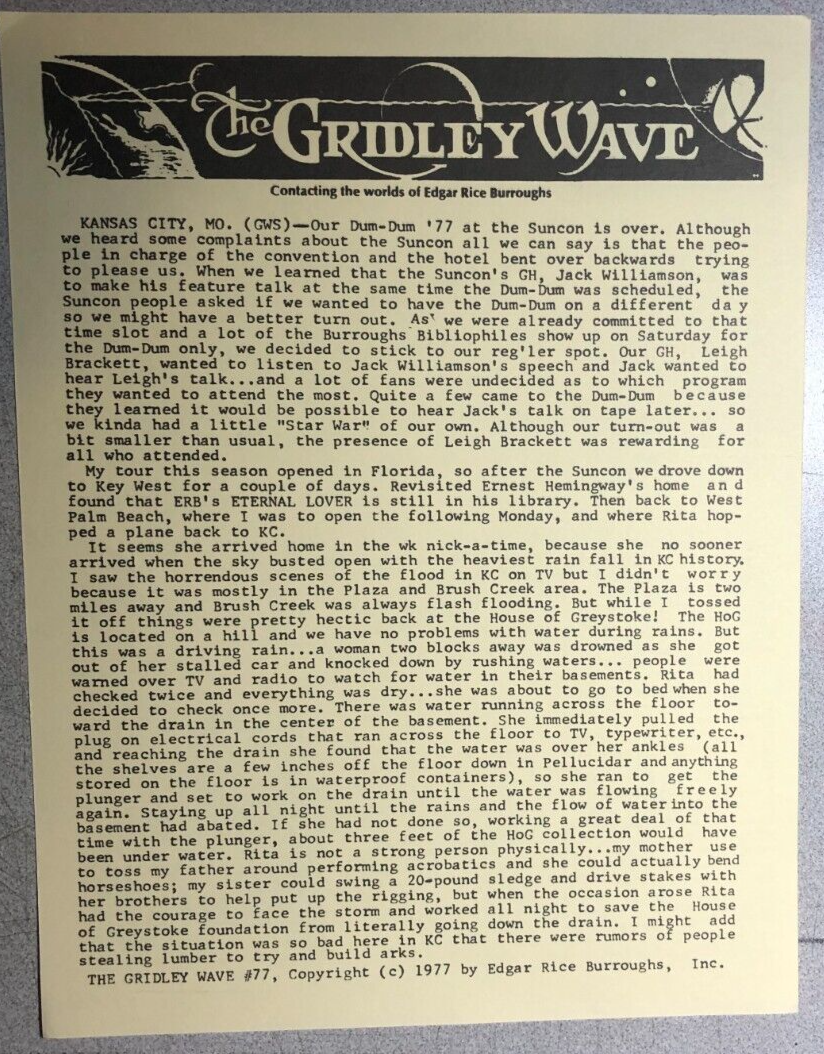 The GRIDLEY WAVE
Contacting the worlds of Edgar Rice Burroughs
KANSAS CITY, MO. (GWS)—Our Dum-Dum '77 at the Suncon is over. Although
we heard some complaints about the Suncon all we can say is that the peo-
ple in charge of the convention and the hotel bent over backwards trying
to please us. When we learned that the Suncon's GH, Jack Williamson, was
to make his feature talk at the same time the Dum-Dum was scheduled, the
Suncon people asked if we wanted to have the Dum-Dum on a different day
so we might have a better turn out. As we were already committed to that
time slot and a lot of the Burroughs Bibliophiles show up on Saturday for
the Dum-Dum only, we decided to stick to our reg'ler spot. Our GH, Leigh
Brackett, wanted to listen to Jack Williamson's speech and Jack wanted to
hear Leigh's talk...and a lot of fans were undecided as to which program
they wanted to attend the most. Quite a few came to the Dum-Dum because
they learned it would be possible to hear Jack's talk on tape later... so
we kinda had a little "Star War" of our own. Although our turn-out was a
bit smaller than usual, the presence of Leigh Brackett was rewarding for
all who attended.
My tour this season opened in Florida, so after the Suncon we drove down
to Key West for a couple of days. Revisited Ernest Hemingway's home and
found that ERB's ETERNAL LOVER is still in his library. Then back to West
Palm Beach, where I was to open the following Monday, and where Rita hop-
ped a plane back to KC.
It seems she arrived home in the wk nick-a-time, because she no sooner
arrived when the sky busted open with the heaviest rain fall in KC history.
I saw the horrendous scenes of the flood in KC on TV but I didn't worry
because it was mostly in the Plaza and Brush Creek area. The Plaza is two
miles away and Brush Creek was always flash flooding. But while I tossed
it off things were pretty hectic back at the House of Greystoke! The HoG
is located on a hill and we have no problems with water during rains. But
this was a driving rain...a woman two blocks away was drowned as she got
out of her stalled car and knocked down by rushing waters... people were
warned over TV and radio to watch for water in their basements. Rita had
checked twice and everything was dry...she was about to go to bed when she
decided to check once more. There was water running across the floor to-
ward the drain in the center of the basement. She immediately pulled the
plug on electrical cords that ran across the floor to TV, typewriter, etc.,
and reaching the drain she found that the water was over her ankles (all
the shelves are a few inches off the floor down in Pellucidar and anything
stored on the floor is in waterproof containers), so she ran to get the
plunger and set to work on the drain until the water was flowing freely
again. Staying up all night until the rains and the flow of water into the
basement had abated. If she had not done so, working a great deal of that
time with the plunger, about three feet of the HoG collection would have
been under water. Rita is not a strong person physically...my mother use
to toss my father around performing acrobatics and she could actually bend
horseshoes; my sister could swing a 20-pound sledge and drive stakes with
her brothers to help put up the rigging, but when the occasion arose Rita
had the courage to face the storm and worked all night to save the House
of Greystoke foundation from literally going down the drain. I might add
that the situation was so bad here in KC that there were rumors of people
stealing lumber to try and build arks.
THE GRIDLEY WAVE #77, Copyright (c) 1977 by Edgar Rice Burroughs, Inc.